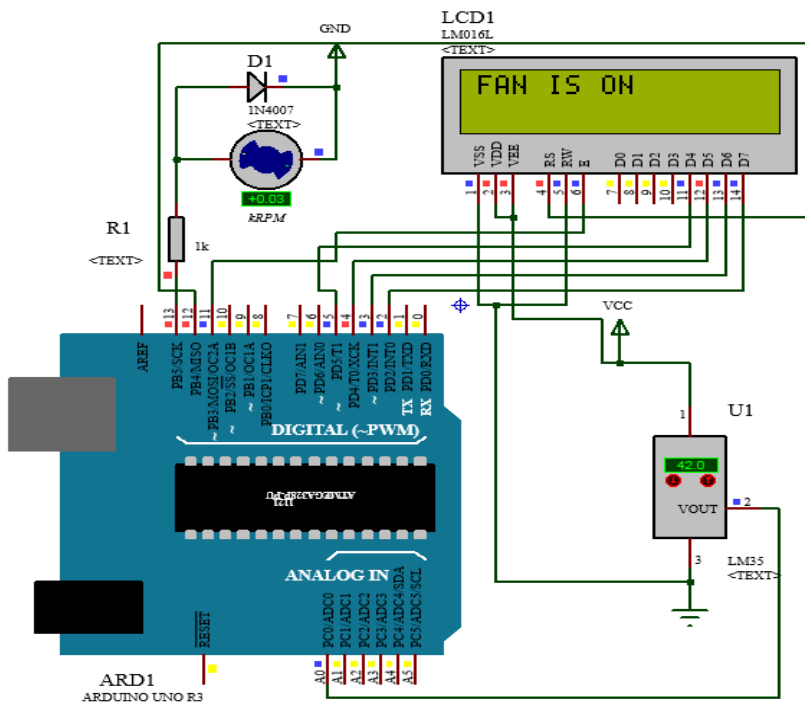 LCD1
LM016L
<TEXT>
GND
D1
1N4007
<TEXT>
FAN IS ON
VSS
VDD
VEE
RS
RW
E
D0
D1
D2
D3
D4
D5
D6
D7
1
2
3
4
5
6
7
8
9
10
11
12
13
14
+0.03
kRPM
R1
1k
<TEXT>
VCC
13
12
11
10
9
8
7
6
5
4
3
2
1
0
AREF
PB5/SCK
PB4/MISO
~PB3/MOSI/OC2A
~PB2/SS/OC1B
~PB1/OC1A
PB0/ICP1/CLKO
PD7/AIN1
~PD6/AIN0
~PD5/T1
PD4/T0/XCK
~PD3/INT1
PD2/INT0
TX PD1/TXD
RX PD0/RXD
DIGITAL (~PWM)
ATMEGA328P-PU
1121
ANALOG IN
RESET
PC0/ADC0
PC1/ADC1
PC2/ADC2
PC3/ADC3
PC4/ADC4/SDA
PC5/ADC5/SCL
A0
A1
A2
A3
A4
A5
1
U1
42.0
VOUT
2
3
LM35
<TEXT>
ARD1
ARDUINO UNO R3